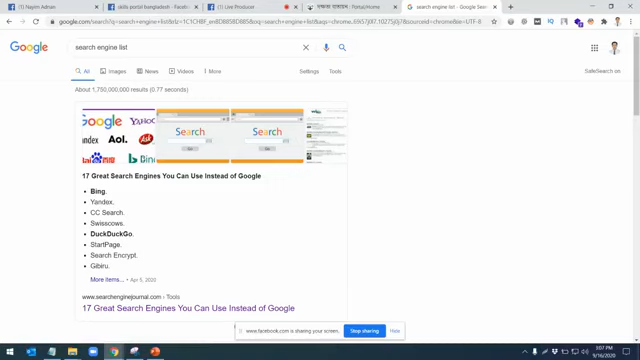 Nayim Adnan
skills portal bangladesh - Faceb
Live Producer
search engine list - Google Sear
google.com/search?q=search+engine+list
Google
search engine list
All
Images
News
Videos
More
Settings
Tools
SafeSearch on
About 1,750,000,000 results (0.77 seconds)
Google
YAHOO
Aol.
Ask
Search
Search
17 Great Search Engines You Can Use Instead of Google
Bing.
Yandex.
CC Search.
Swisscows.
DuckDuckGo.
StartPage.
Search Encrypt.
Gibiru.
More items... • Apr 5, 2020
www.searchenginejournal.com › Tools
17 Great Search Engines You Can Use Instead of Google
www.facebook.com is sharing your screen.
Stop sharing
Hide
3:07 PM
9/16/2020